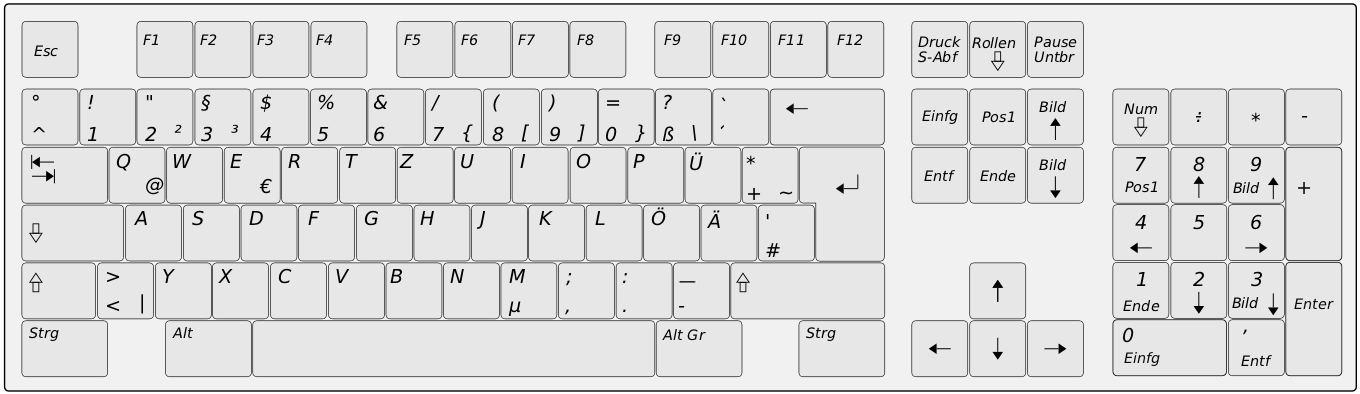 Esc F1 F2 F3 F4 F5 F6 F7 F8 F9 F10 F11 F12 Druck Rollen Pause
S-Abf ⇩ Untbr
° ! " § $ % & / ( ) = ? ` ← Einfg Pos1 Bild ↑ Num ⇩ ÷ * -
^ 1 2 ² 3 ³ 4 5 6 7 { 8 [ 9 ] 0 } ß \ ´
⇤ Q W E R T Z U I O P Ü * ↵ Entf Ende Bild ↓ 7 8 9 +
⇥ @ € + ~ Pos1 ↑ Bild ↑
⇩ A S D F G H J K L Ö Ä ' 4 5 6
# ← →
⇧ > Y X C V B N M ; : _ ⇧ ↑ 1 2 3 Enter
< | µ , . - Ende ↓ Bild ↓
Strg Alt Alt Gr Strg ← ↓ → 0 ,
Einfg Entf